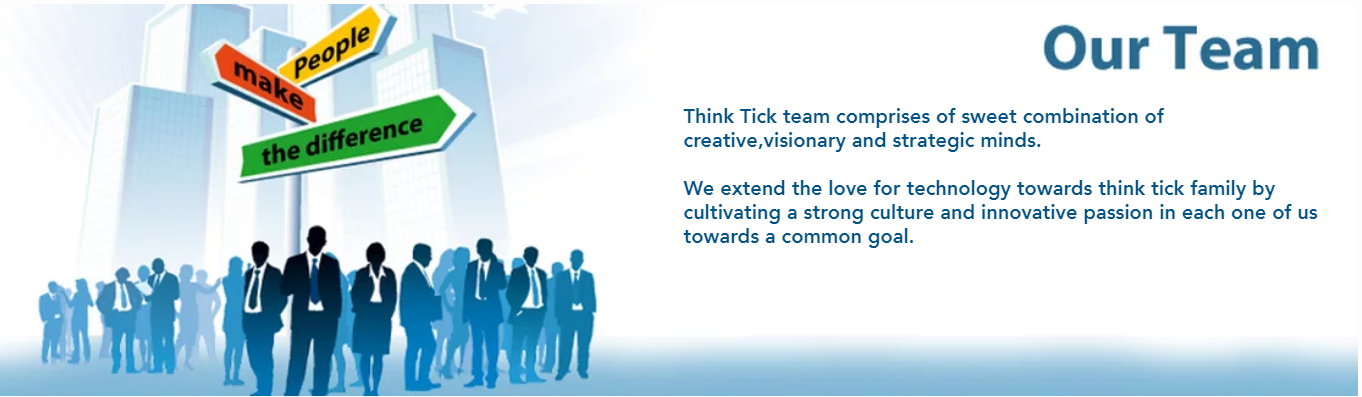 People
make
the difference
Our Team
Think Tick team comprises of sweet combination of
creative,visionary and strategic minds.
We extend the love for technology towards think tick family by
cultivating a strong culture and innovative passion in each one of us
towards a common goal.